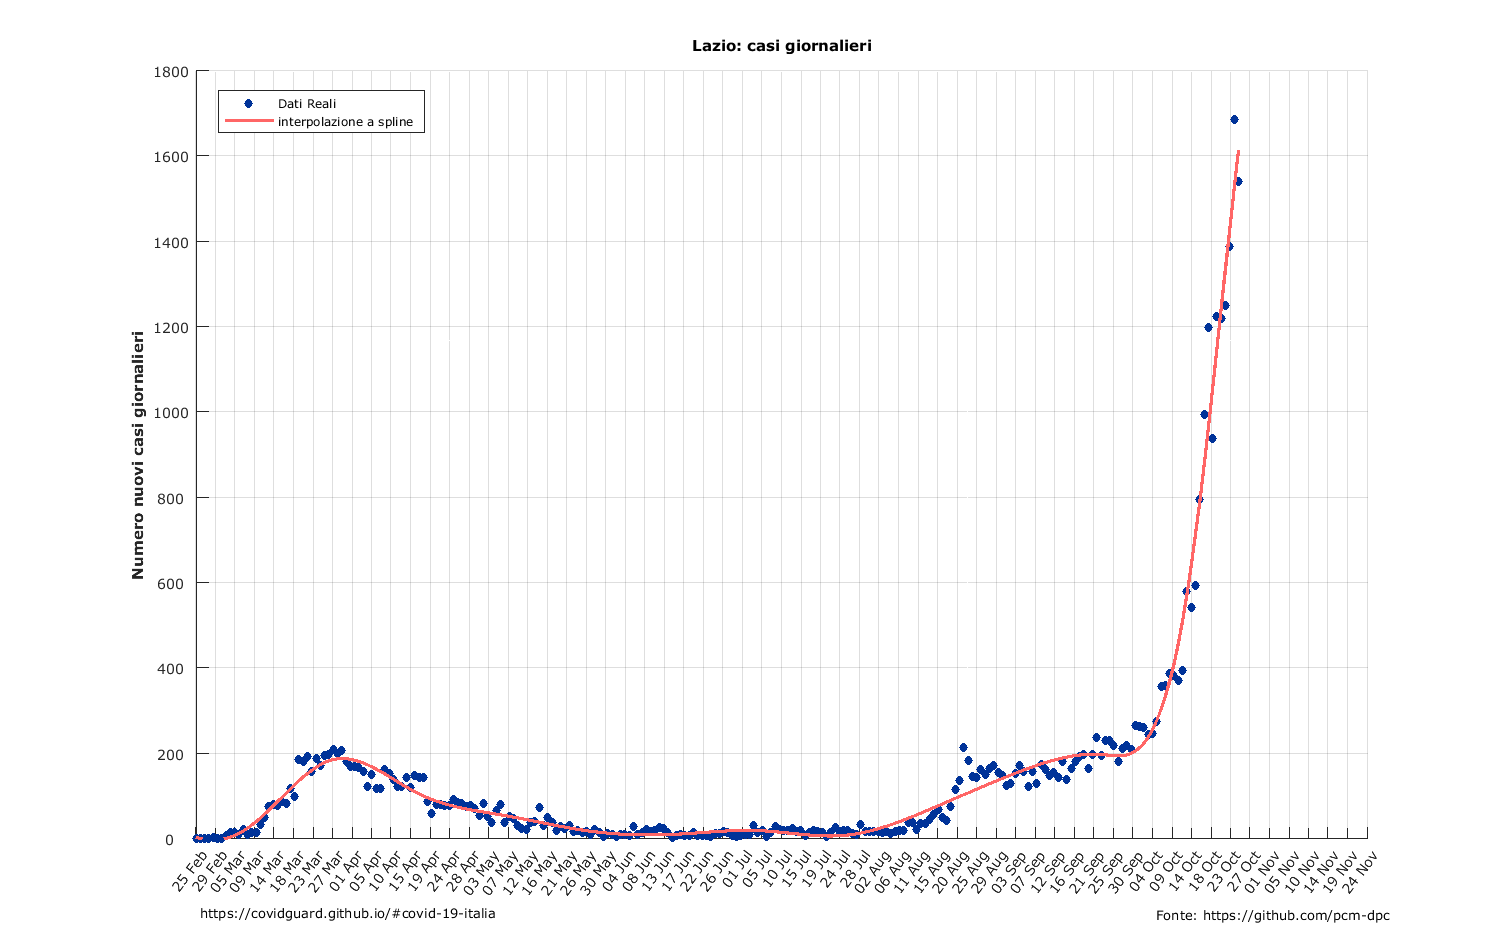 Lazio: casi giornalieri
Dati Reali
interpolazione a spline
Numero nuovi casi giornalieri
1800
1600
1400
1200
1000
800
600
400
200
0
25 Feb
29 Feb
05 Mar
09 Mar
14 Mar
18 Mar
23 Mar
27 Mar
01 Apr
05 Apr
10 Apr
15 Apr
19 Apr
24 Apr
28 Apr
03 May
07 May
12 May
16 May
21 May
26 May
30 May
04 Jun
08 Jun
13 Jun
17 Jun
22 Jun
26 Jun
01 Jul
05 Jul
10 Jul
15 Jul
19 Jul
24 Jul
28 Jul
02 Aug
06 Aug
11 Aug
15 Aug
20 Aug
25 Aug
29 Aug
03 Sep
07 Sep
12 Sep
16 Sep
21 Sep
25 Sep
30 Sep
04 Oct
09 Oct
14 Oct
18 Oct
23 Oct
27 Oct
01 Nov
05 Nov
10 Nov
14 Nov
19 Nov
24 Nov
https://covidguard.github.io/#covid-19-italia
Fonte: https://github.com/pcm-dpc